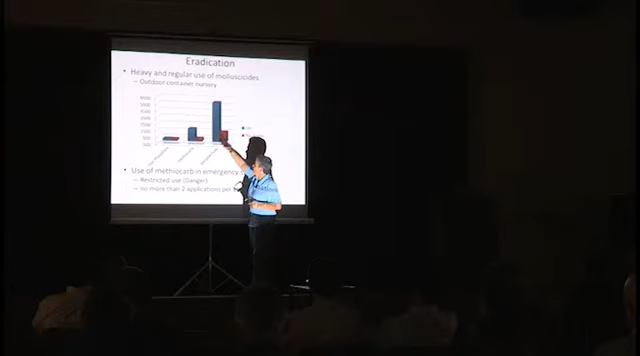 Eradication
• Heavy and regular use of molluscicides
– Outdoor container nursery
• Use of methiocarb in emergency
– Restricted use (Danger)
– no more than 2 applications per